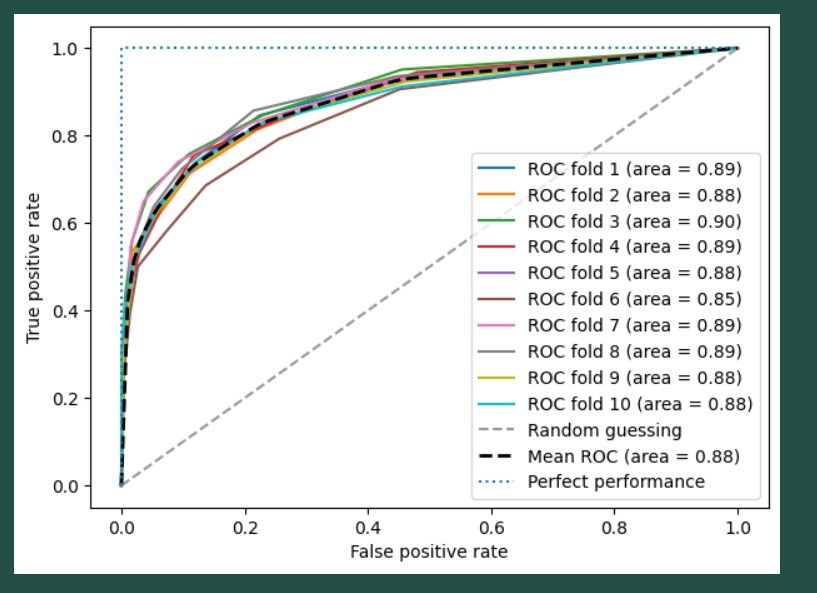 1.0
0.8
0.6
0.4
0.2
0.0
True positive rate
ROC fold 1 (area = 0.89)
ROC fold 2 (area = 0.88)
ROC fold 3 (area = 0.90)
ROC fold 4 (area = 0.89)
ROC fold 5 (area = 0.88)
ROC fold 6 (area = 0.85)
ROC fold 7 (area = 0.89)
ROC fold 8 (area = 0.89)
ROC fold 9 (area = 0.88)
ROC fold 10 (area = 0.88)
Random guessing
Mean ROC (area = 0.88)
Perfect performance
0.0 0.2 0.4 0.6 0.8 1.0
False positive rate